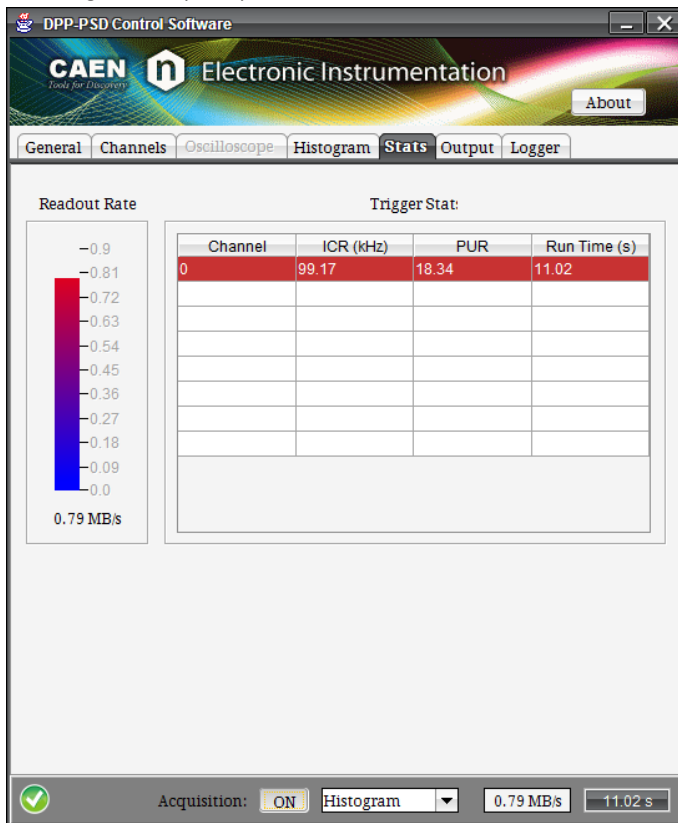 DPP-PSD Control Software
CAEN n Electronic Instrumentation
Tools for Discovery
About
General Channels Oscilloscope Histogram Stats Output Logger
Readout Rate
Trigger Stat
0.9
0.81
0.72
0.63
0.54
0.45
0.36
0.27
0.18
0.09
0.0
0.79 MB/s
Channel ICR (kHz) PUR Run Time (s)
0 99.17 18.34 11.02
Acquisition: ON Histogram 0.79 MB/s 11.02 s